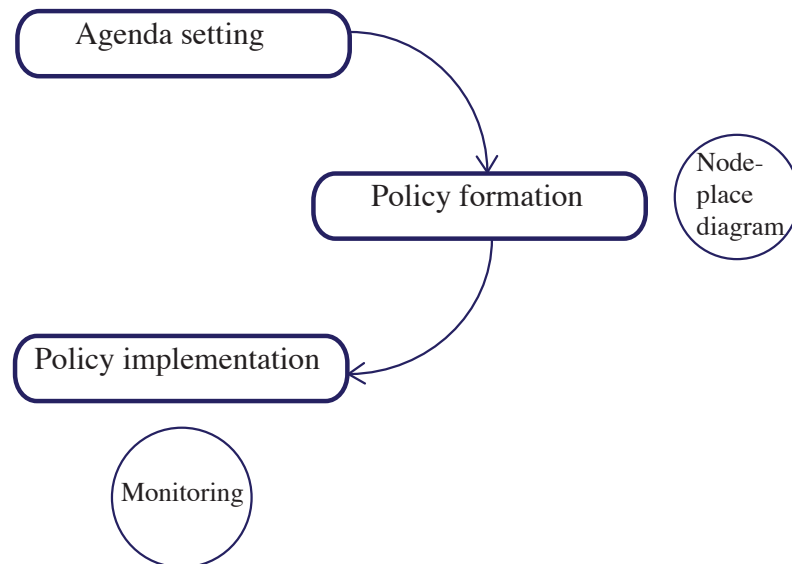 Agenda setting
Policy formation
Node-
place
diagram
Policy implementation
Monitoring